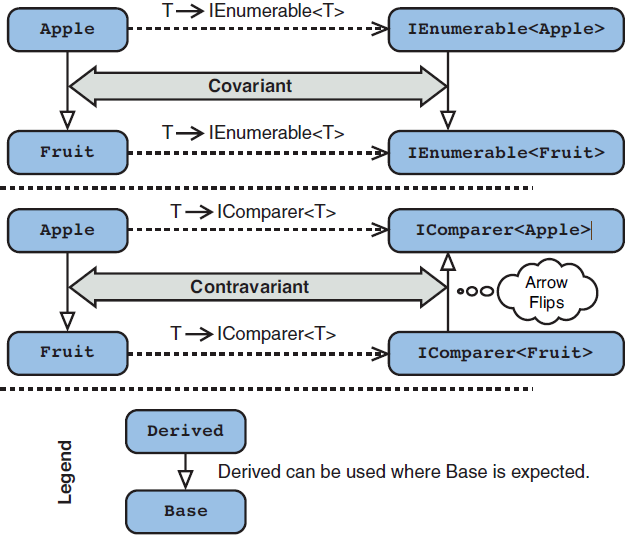 T→IEnumerable<T>
Apple
IEnumerable<Apple>
Covariant
T→IEnumerable<T>
Fruit
IEnumerable<Fruit>
T→IComparer<T>
Apple
IComparer<Apple>
Contravariant
Arrow
Flips
T→IComparer<T>
Fruit
IComparer<Fruit>
Legend
Derived
Derived can be used where Base is expected.
Base